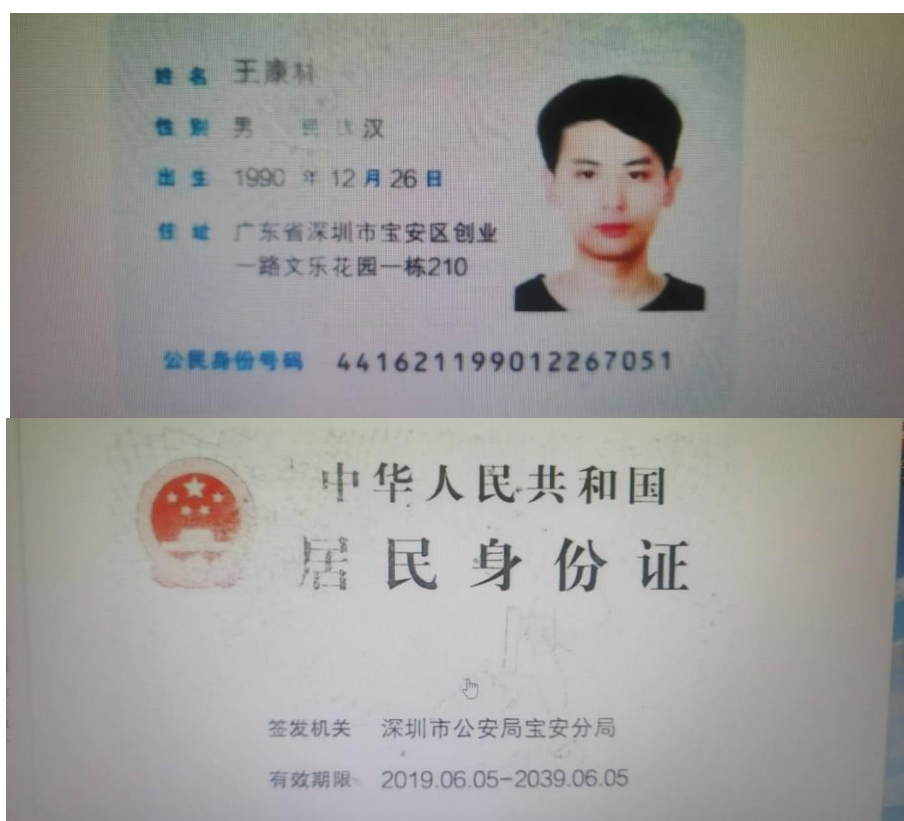 姓名 王康林
性别 男 民族 汉
出生 1990 年 12 月 26 日
住址 广东省深圳市宝安区创业
一路文乐花园一栋210
公民身份号码 441621199012267051
中华人民共和国
居民身份证
签发机关 深圳市公安局宝安分局
有效期限 2019.06.05-2039.06.05